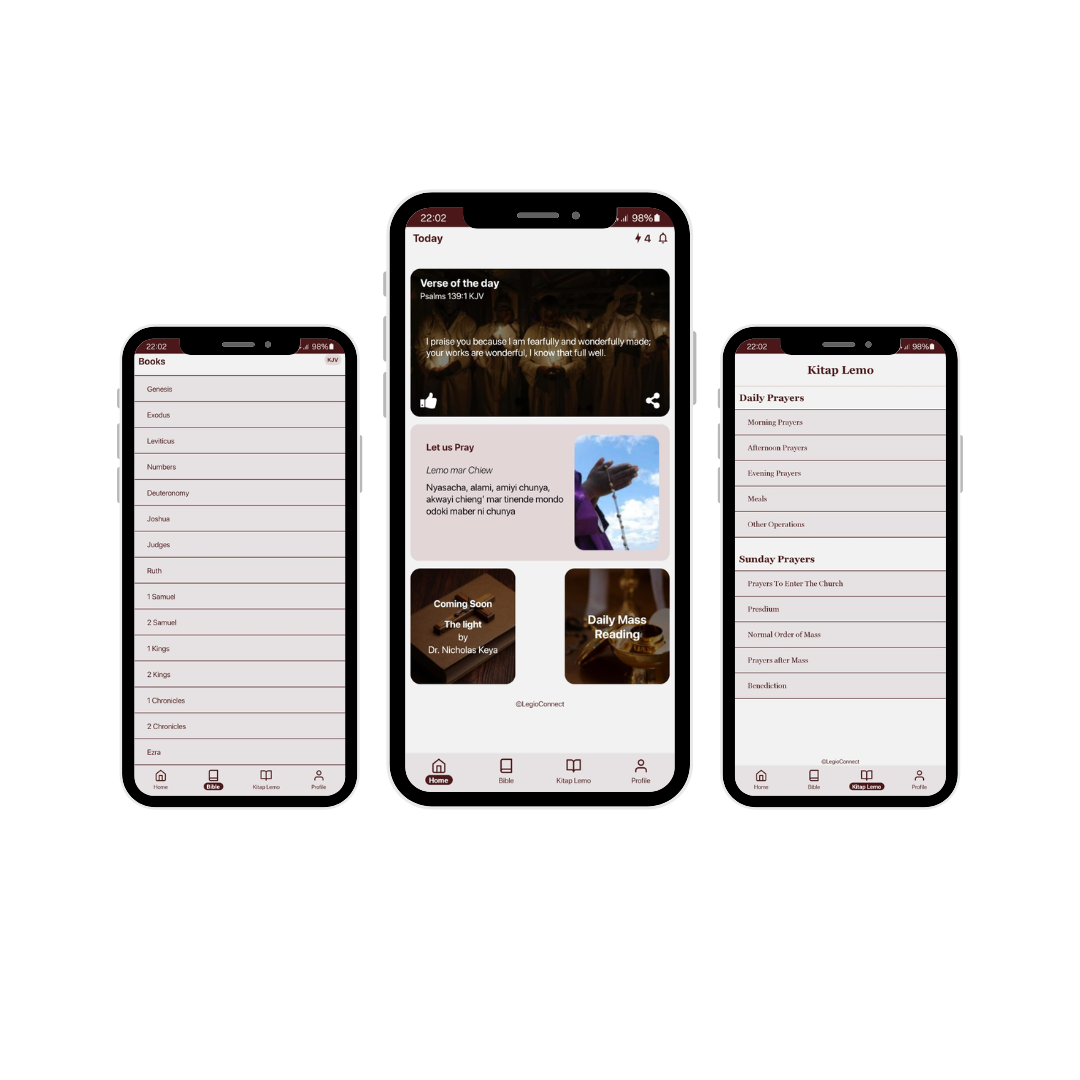 22:02
98%
Books
KJV
Genesis
Exodus
Leviticus
Numbers
Deuteronomy
Joshua
Judges
Ruth
1 Samuel
2 Samuel
1 Kings
2 Kings
1 Chronicles
2 Chronicles
Ezra
Home
Bible
Kitap Lemo
Profile
22:02
98%
Today
4
Verse of the day
Psalms 139:1 KJV
I praise you because I am fearfully and wonderfully made;
your works are wonderful, I know that full well.
Let us Pray
Lemo mar Chiew
Nyasacha, alami, amiyi chunya,
akwayi chieng' mar tinende mondo
odoki maber ni chunya
Coming Soon
The light
by
Dr. Nicholas Keya
Daily Mass
Reading
©LegioConnect
Home
Bible
Kitap Lemo
Profile
22:02
98%
Kitap Lemo
Daily Prayers
Morning Prayers
Afternoon Prayers
Evening Prayers
Meals
Other Operations
Sunday Prayers
Prayers To Enter The Church
Presdium
Normal Order of Mass
Prayers after Mass
Benediction
©LegioConnect
Home
Bible
Kitap Lemo
Profile